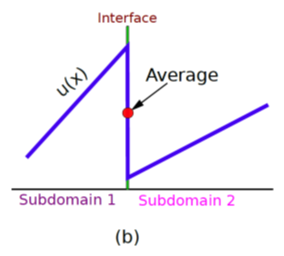 Interface
u(x)
Average
Subdomain 1
Subdomain 2
(b)